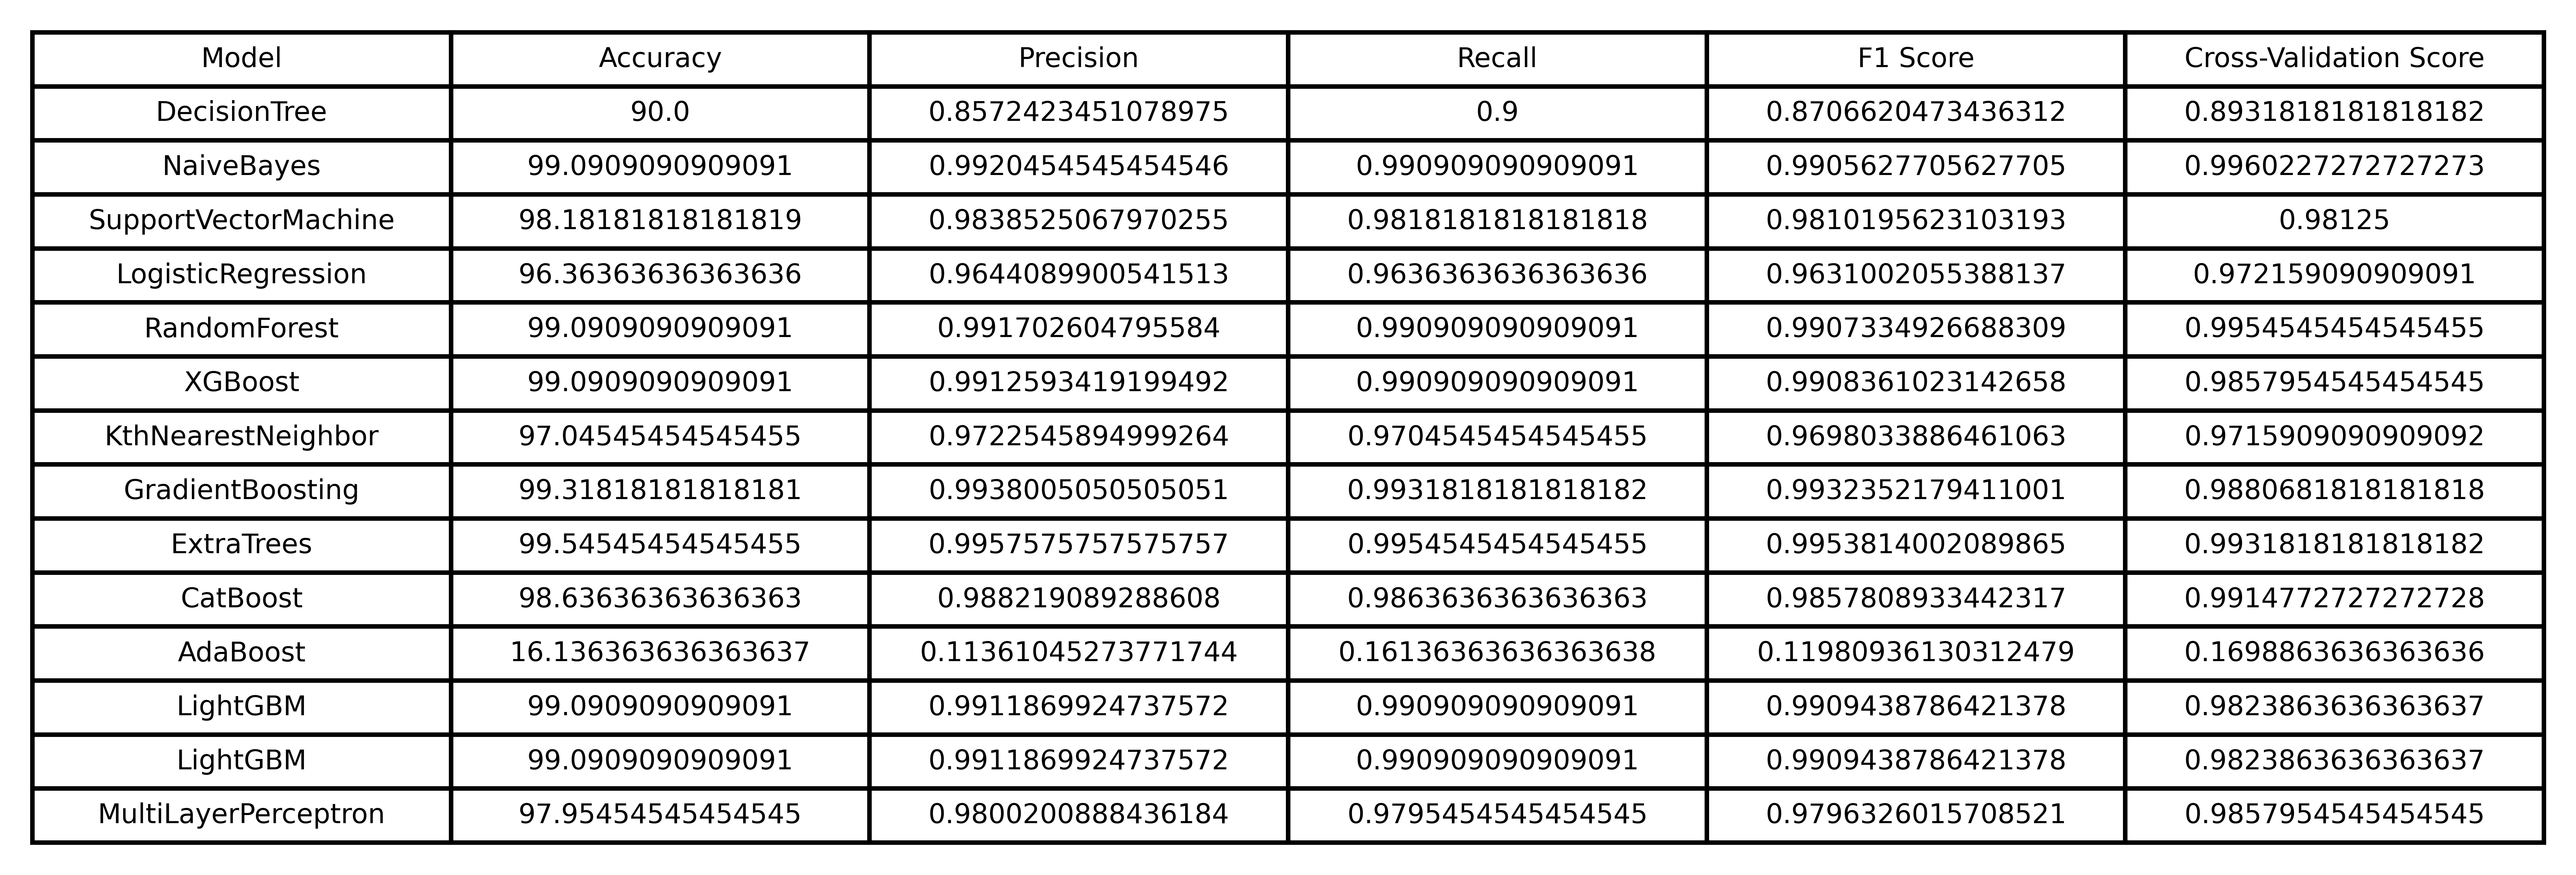 Model Accuracy Precision Recall F1 Score Cross-Validation Score
DecisionTree 90.0 0.8572423451078975 0.9 0.8706620473436312 0.8931818181818182
NaiveBayes 99.0909090909091 0.9920454545454546 0.990909090909091 0.9905627705627705 0.9960227272727273
SupportVectorMachine 98.18181818181819 0.9838525067970255 0.9818181818181818 0.9810195623103193 0.98125
LogisticRegression 96.36363636363636 0.9644089900541513 0.9636363636363636 0.9631002055388137 0.972159090909091
RandomForest 99.0909090909091 0.991702604795584 0.990909090909091 0.9907334926688309 0.9954545454545455
XGBoost 99.0909090909091 0.9912593419199492 0.990909090909091 0.9908361023142658 0.9857954545454545
KthNearestNeighbor 97.04545454545455 0.9722545894999264 0.9704545454545455 0.9698033886461063 0.9715909090909092
GradientBoosting 99.31818181818181 0.9938005050505051 0.9931818181818182 0.9932352179411001 0.9880681818181818
ExtraTrees 99.54545454545455 0.9957575757575757 0.9954545454545455 0.9953814002089865 0.9931818181818182
CatBoost 98.63636363636363 0.988219089288608 0.9863636363636363 0.9857808933442317 0.9914772727272728
AdaBoost 16.136363636363637 0.11361045273771744 0.16136363636363638 0.11980936130312479 0.1698863636363636
LightGBM 99.0909090909091 0.9911869924737572 0.990909090909091 0.9909438786421378 0.9823863636363637
LightGBM 99.0909090909091 0.9911869924737572 0.990909090909091 0.9909438786421378 0.9823863636363637
MultiLayerPerceptron 97.95454545454545 0.9800200888436184 0.9795454545454545 0.9796326015708521 0.9857954545454545